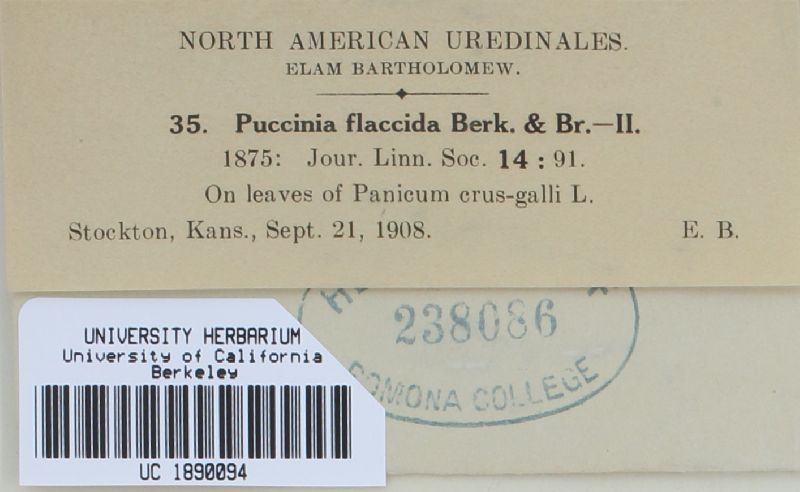 NORTH AMERICAN UREDINALES.
ELAM BARTHOLOMEW.
35. Puccinia flaccida Berk. & Br.—II.
1875: Jour. Linn. Soc. 14 : 91.
On leaves of Panicum crus-galli L.
Stockton, Kans., Sept. 21, 1908. E. B.
238086
POMONA COLLEGE
UNIVERSITY HERBARIUM
University of California
Berkeley
UC 1890094